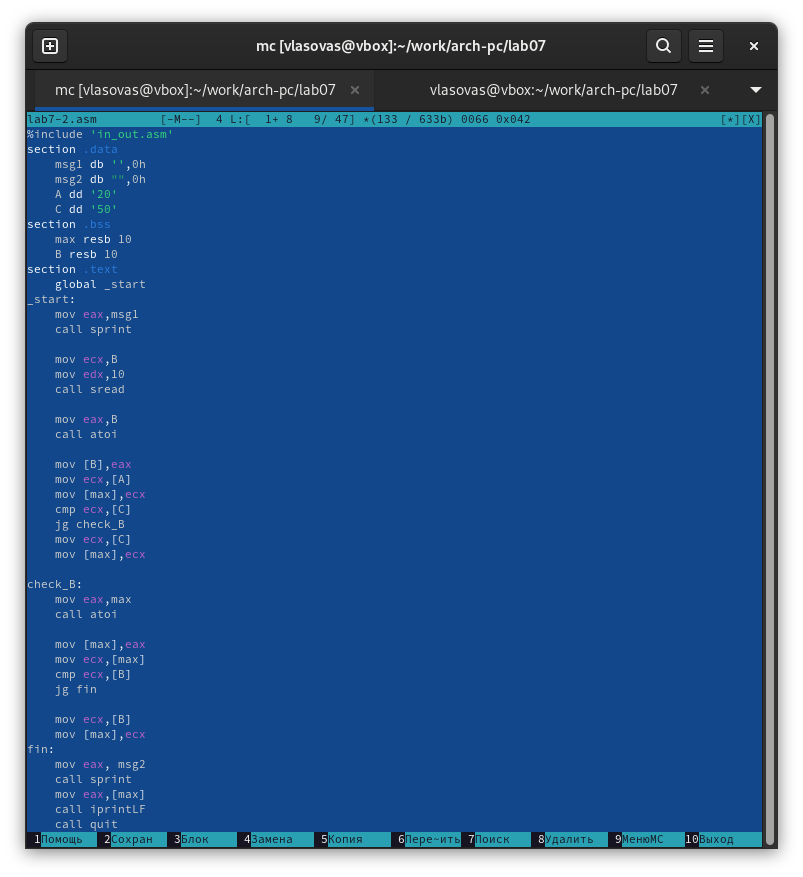 mc [vlasovas@vbox]:~/work/arch-pc/lab07
mc [vlasovas@vbox]:~/work/arch-pc/lab07 × vlasovas@vbox:~/work/arch-pc/lab07 ×
lab7-2.asm [-M--] 4 L:[ 1+ 8 9/ 47] *(133 / 633b) 0066 0x042 [*][X]
%include 'in_out.asm'
section .data
msg1 db '',0h
msg2 db "",0h
A dd '20'
C dd '50'
section .bss
max resb 10
B resb 10
section .text
global _start
_start:
mov eax,msg1
call sprint
mov ecx,B
mov edx,10
call sread
mov eax,B
call atoi
mov [B],eax
mov ecx,[A]
mov [max],ecx
cmp ecx,[C]
jg check_B
mov ecx,[C]
mov [max],ecx
check_B:
mov eax,max
call atoi
mov [max],eax
mov ecx,[max]
cmp ecx,[B]
jg fin
mov ecx,[B]
mov [max],ecx
fin:
mov eax, msg2
call sprint
mov eax,[max]
call iprintLF
call quit
1Помощь 2Сохран 3Блок 4Замена 5Копия 6Пере~ить 7Поиск 8Удалить 9МенюМС 10Выход